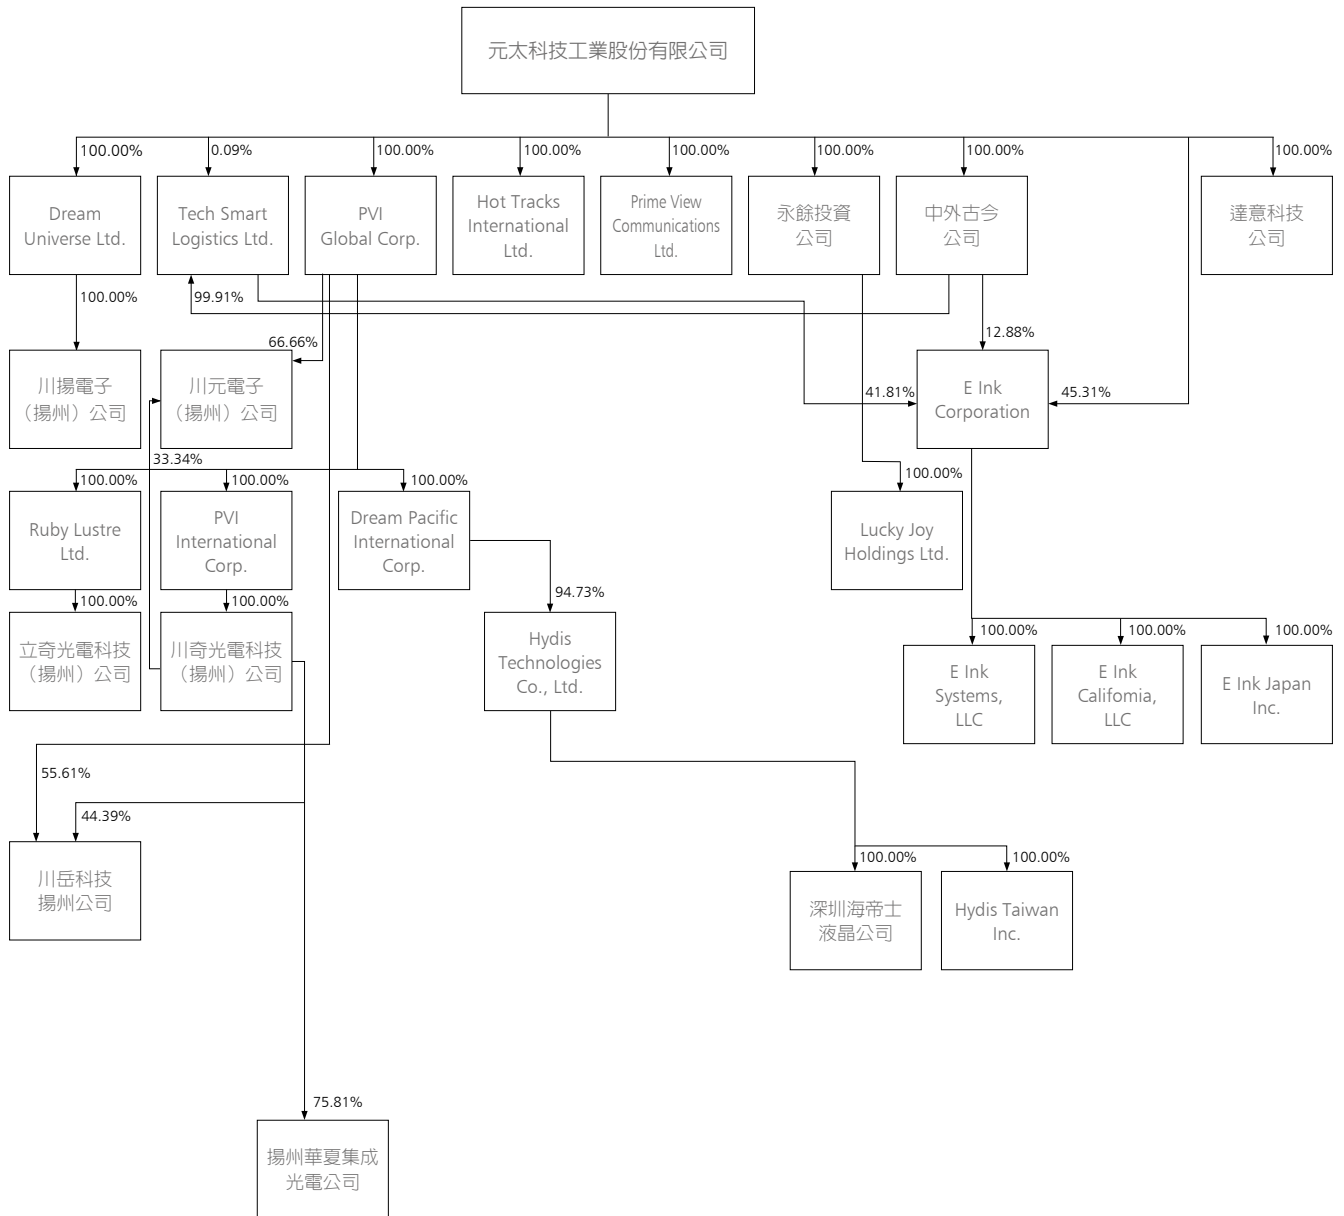 元太科技工業股份有限公司
100.00%
0.09%
100.00%
100.00%
100.00%
100.00%
100.00%
100.00%
Dream
Universe Ltd.
Tech Smart
Logistics Ltd.
PVI
Global Corp.
Hot Tracks
International
Ltd.
Prime View
Communications
Ltd.
永餘投資
公司
中外古今
公司
達意科技
公司
100.00%
99.91%
12.88%
66.66%
川揚電子
（揚州）公司
川元電子
（揚州）公司
41.81%
E Ink
Corporation
45.31%
33.34%
100.00%
100.00%
100.00%
100.00%
Ruby Lustre
Ltd.
PVI
International
Corp.
Dream Pacific
International
Corp.
Lucky Joy
Holdings Ltd.
100.00%
100.00%
94.73%
立奇光電科技
（揚州）公司
川奇光電科技
（揚州）公司
Hydis
Technologies
Co., Ltd.
100.00%
100.00%
100.00%
E Ink
Systems,
LLC
E Ink
Califomia,
LLC
E Ink Japan
Inc.
55.61%
44.39%
川岳科技
揚州公司
100.00%
100.00%
深圳海帝士
液晶公司
Hydis Taiwan
Inc.
75.81%
揚州華夏集成
光電公司